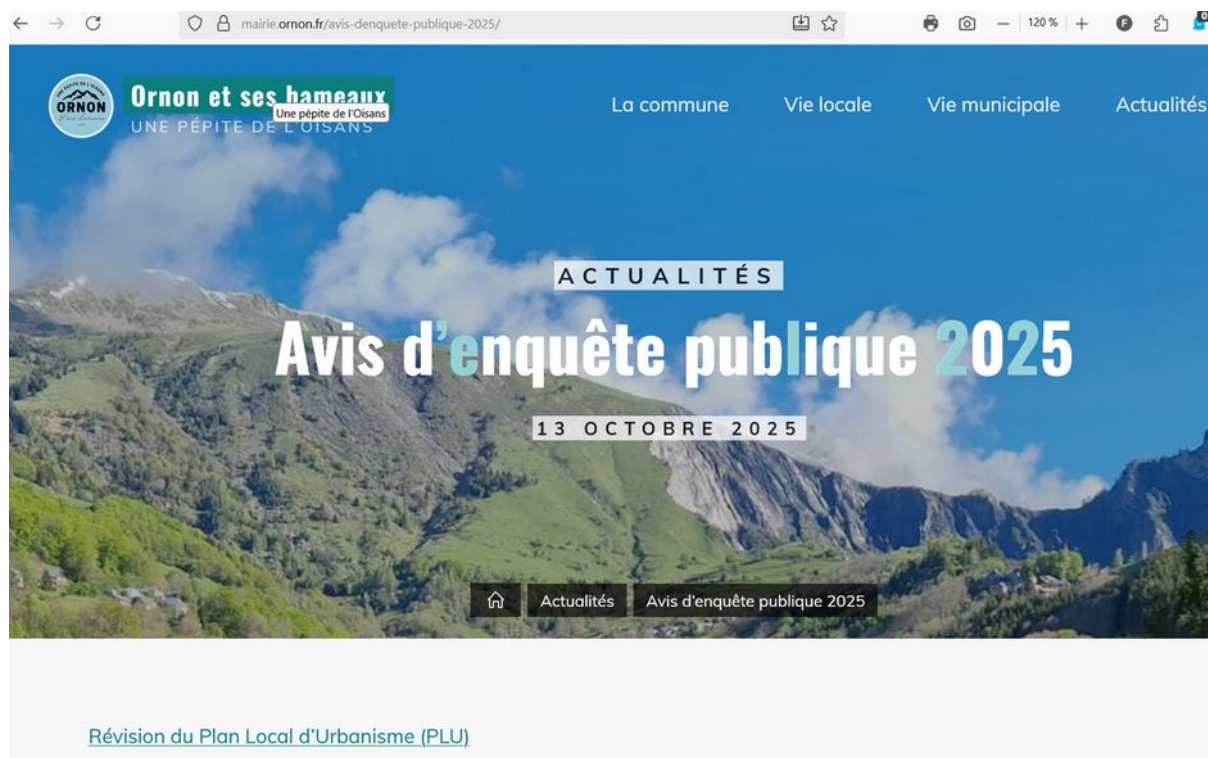 mairie.ornon.fr/avis-denquete-publique-2025/
120 %
ORNON
Ornon et ses hameaux
Une pépite de l'Oisans
UNE PÉPITE DE L'OISANS
La commune
Vie locale
Vie municipale
Actualités
ACTUALITÉS
Avis d'enquête publique 2025
13 OCTOBRE 2025
Actualités
Avis d'enquête publique 2025
Révision du Plan Local d'Urbanisme (PLU)